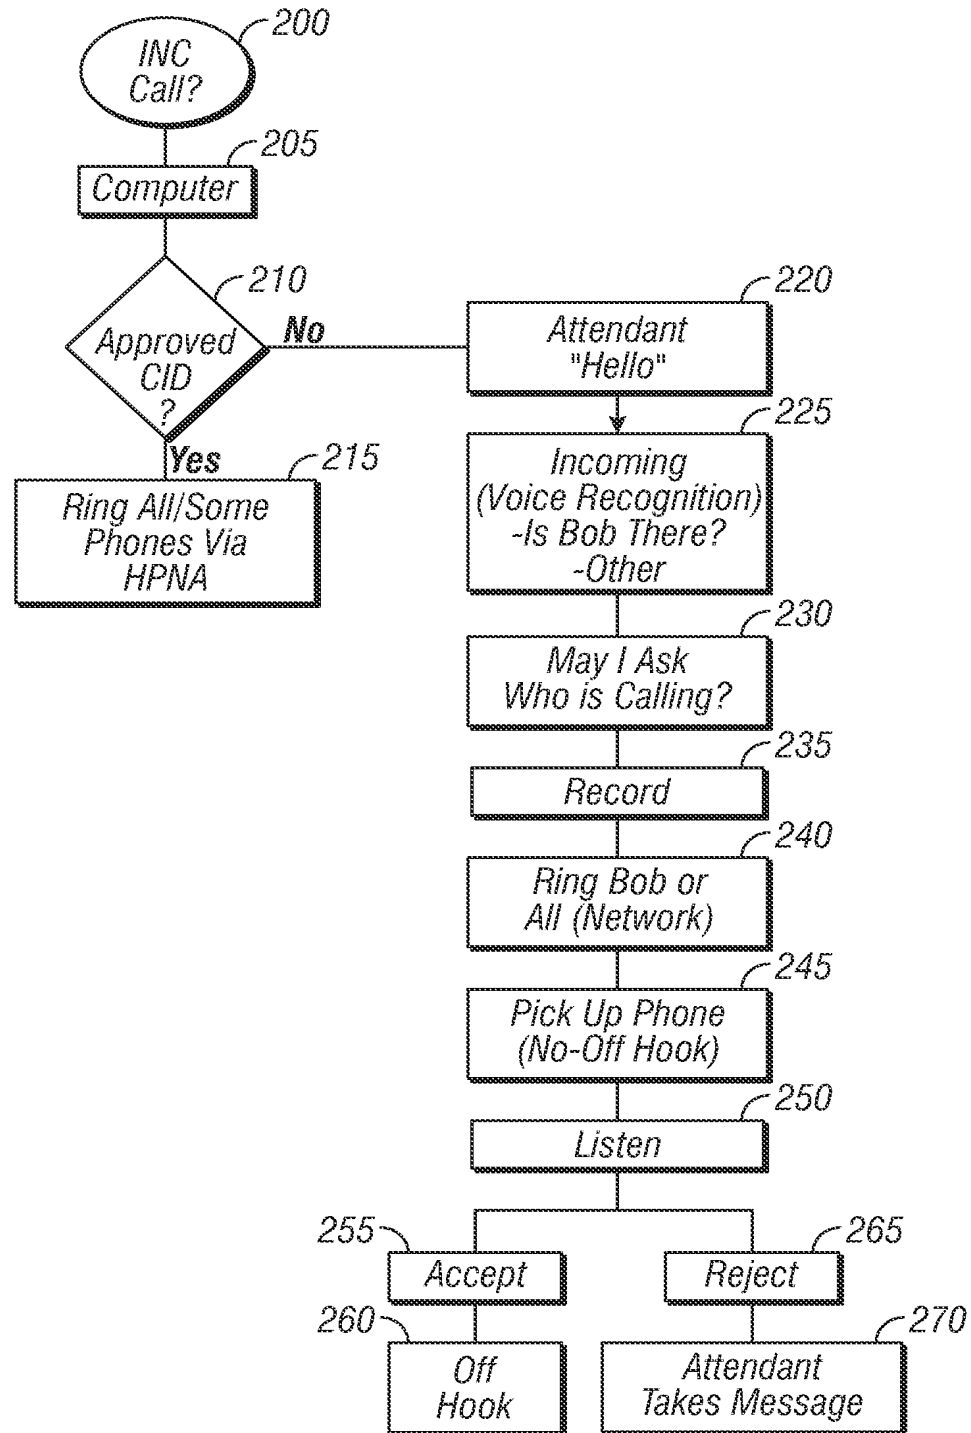 200
INC
Call?
205
Computer
210
Approved
CID
?
No
Yes
215
Ring All/Some
Phones Via
HPNA
220
Attendant
"Hello"
225
Incoming
(Voice Recognition)
-Is Bob There?
-Other
230
May I Ask
Who is Calling?
235
Record
240
Ring Bob or
All (Network)
245
Pick Up Phone
(No-Off Hook)
250
Listen
255
Accept
260
Off
Hook
265
Reject
270
Attendant
Takes Message